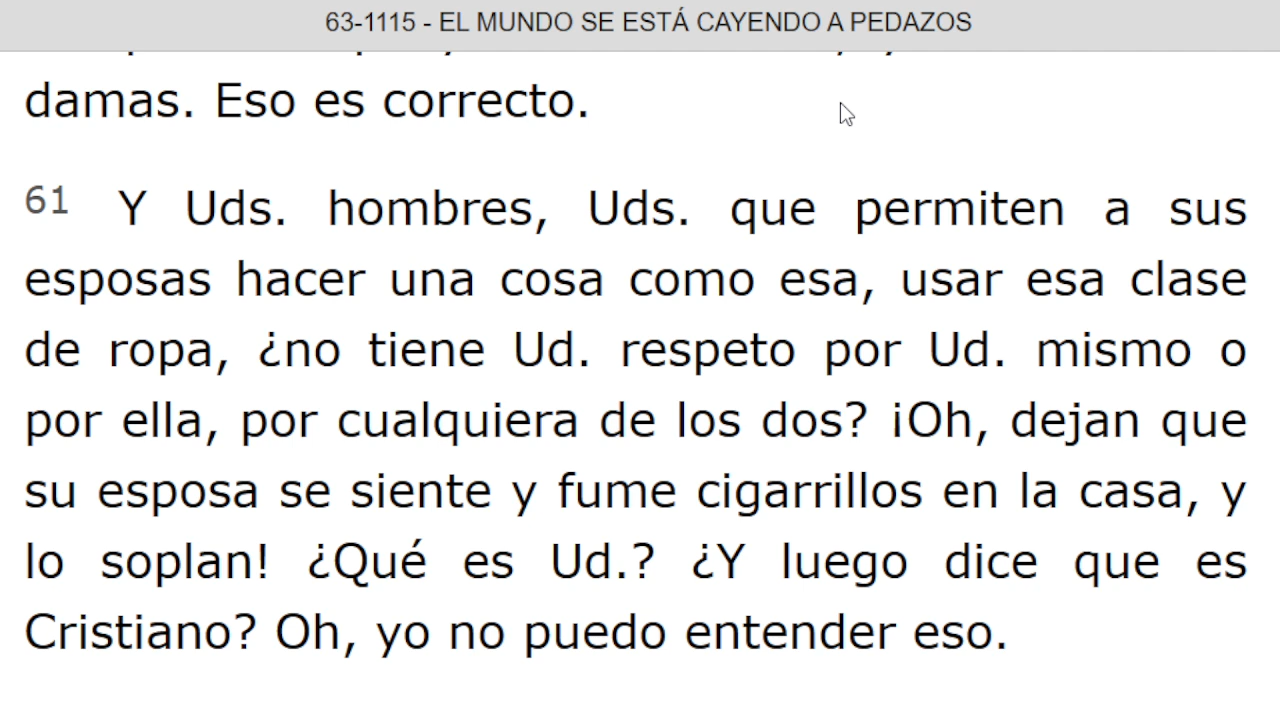 63-1115 - EL MUNDO SE ESTÁ CAYENDO A PEDAZOS
damas. Eso es correcto.
61 Y Uds. hombres, Uds. que permiten a sus
esposas hacer una cosa como esa, usar esa clase
de ropa, ¿no tiene Ud. respeto por Ud. mismo o
por ella, por cualquiera de los dos? ¡Oh, dejan que
su esposa se siente y fume cigarrillos en la casa, y
lo soplan! ¿Qué es Ud.? ¿Y luego dice que es
Cristiano? Oh, yo no puedo entender eso.